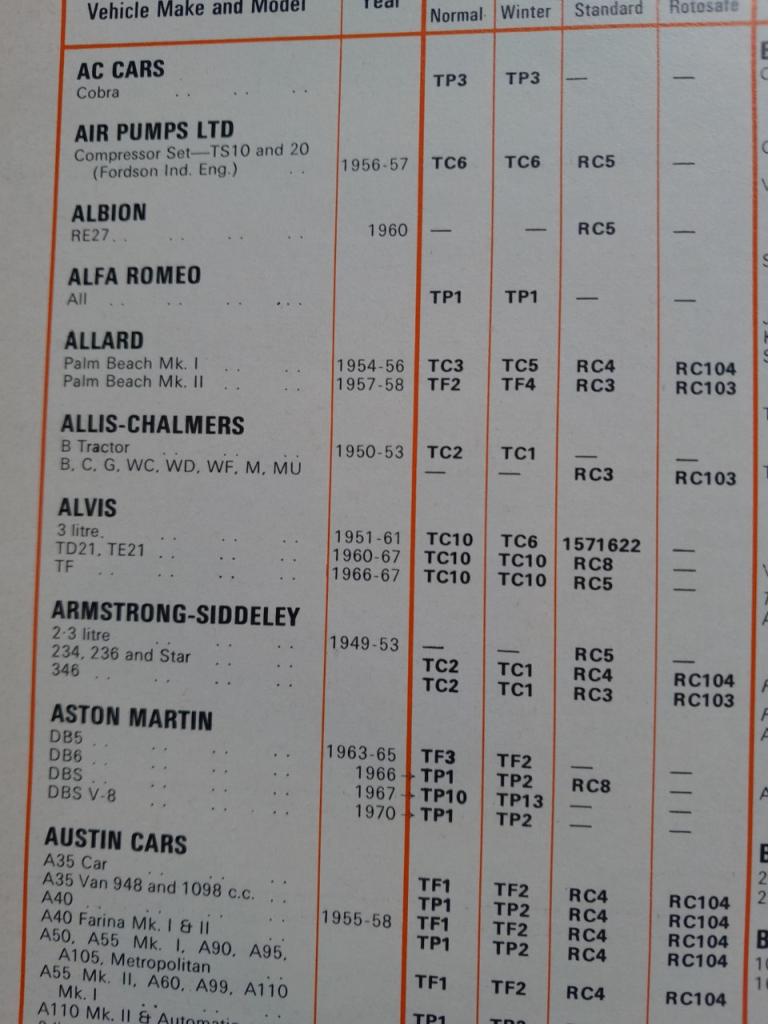 Vehicle Make and Model Year Normal Winter Standard Rotosafe
AC CARS
Cobra . . . . . . TP3 TP3 — —
AIR PUMPS LTD
Compressor Set—TS10 and 20
(Fordson Ind. Eng.) . . 1956-57 TC6 TC6 RC5 —
ALBION
RE27. . . . . . . . 1960 — — RC5 —
ALFA ROMEO
All . . . . . . . . . TP1 TP1 — —
ALLARD
Palm Beach Mk. I . . . . 1954-56 TC3 TC5 RC4 RC104
Palm Beach Mk. II . . . . 1957-58 TF2 TF4 RC3 RC103
ALLIS-CHALMERS
B Tractor . . . . . . 1950-53 TC2 TC1 — —
B, C, G, WC, WD, WF, M, MU — — RC3 RC103
ALVIS
3 litre. . . . . . . 1951-61 TC10 TC6 1571622 —
TD21, TE21 . . . . . . 1960-67 TC10 TC10 RC8 —
TF . . . . . . . . 1966-67 TC10 TC10 RC5 —
ARMSTRONG-SIDDELEY
2·3 litre . . . . . . 1949-53 — — RC5 —
234, 236 and Star . . . . TC2 TC1 RC4 RC104
346 . . . . . . . . TC2 TC1 RC3 RC103
ASTON MARTIN
DB5 . . . . . . . . 1963-65 TF3 TF2 — —
DB6 . . . . . . . . 1966→ TP1 TP2 RC8 —
DBS . . . . . . . . 1967→ TP10 TP13 — —
DBS V-8 . . . . . . 1970→ TP1 TP2 — —
AUSTIN CARS
A35 Car . . . . . . TF1 TF2 RC4 RC104
A35 Van 948 and 1098 c.c. . . . TP1 TP2 RC4 RC104
A40 . . . . . . . . 1955-58 TF1 TF2 RC4 RC104
A40 Farina Mk. I & II . . TP1 TP2 RC4 RC104
A50, A55 Mk. I, A90, A95,
A105, Metropolitan . . TF1 TF2 RC4 RC104
A55 Mk. II, A60, A99, A110
Mk. I . . . . . . TP1 TP2
A110 Mk. II &